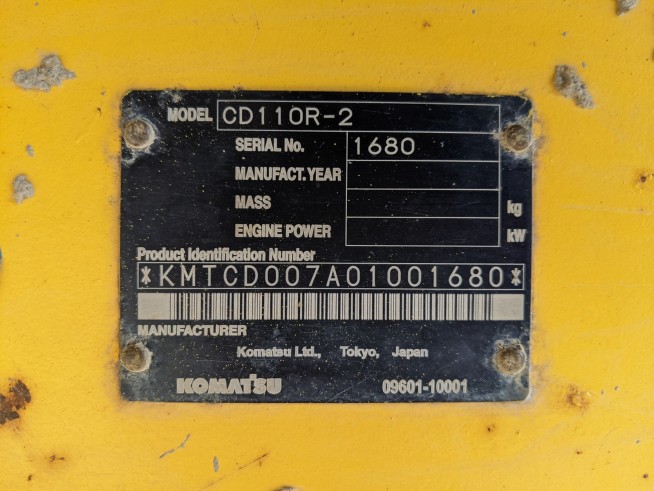 MODEL CD110R-2
SERIAL No. 1680
MANUFACT. YEAR
MASS kg
ENGINE POWER kW
Product Identification Number
*KMTCD007A01001680*
MANUFACTURER
Komatsu Ltd., Tokyo, Japan
KOMATSU 09601-10001